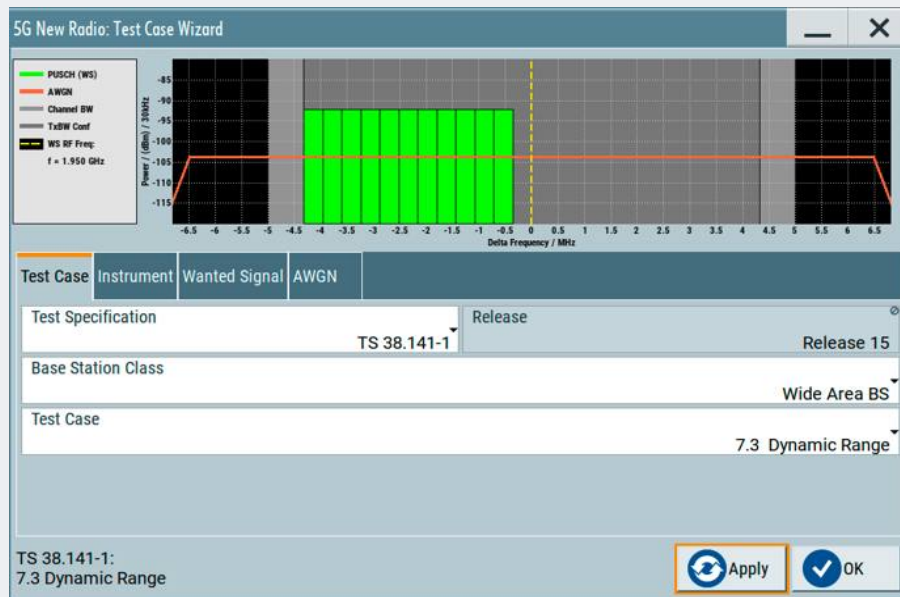 5G New Radio: Test Case Wizard
PUSCH (WS)
AWGN
Channel BW
TxBW Conf
WS RF Freq:
f = 1.950 GHz
Power / (dBm) / 30kHz
-85
-90
-95
-100
-105
-110
-115
-6.5 -6 -5.5 -5 -4.5 -4 -3.5 -3 -2.5 -2 -1.5 -1 -0.5 0 0.5 1 1.5 2 2.5 3 3.5 4 4.5 5 5.5 6 6.5
Delta Frequency / MHz
Test Case Instrument Wanted Signal AWGN
Test Specification
TS 38.141-1
Release
Release 15
Base Station Class
Wide Area BS
Test Case
7.3 Dynamic Range
TS 38.141-1:
7.3 Dynamic Range
Apply
OK